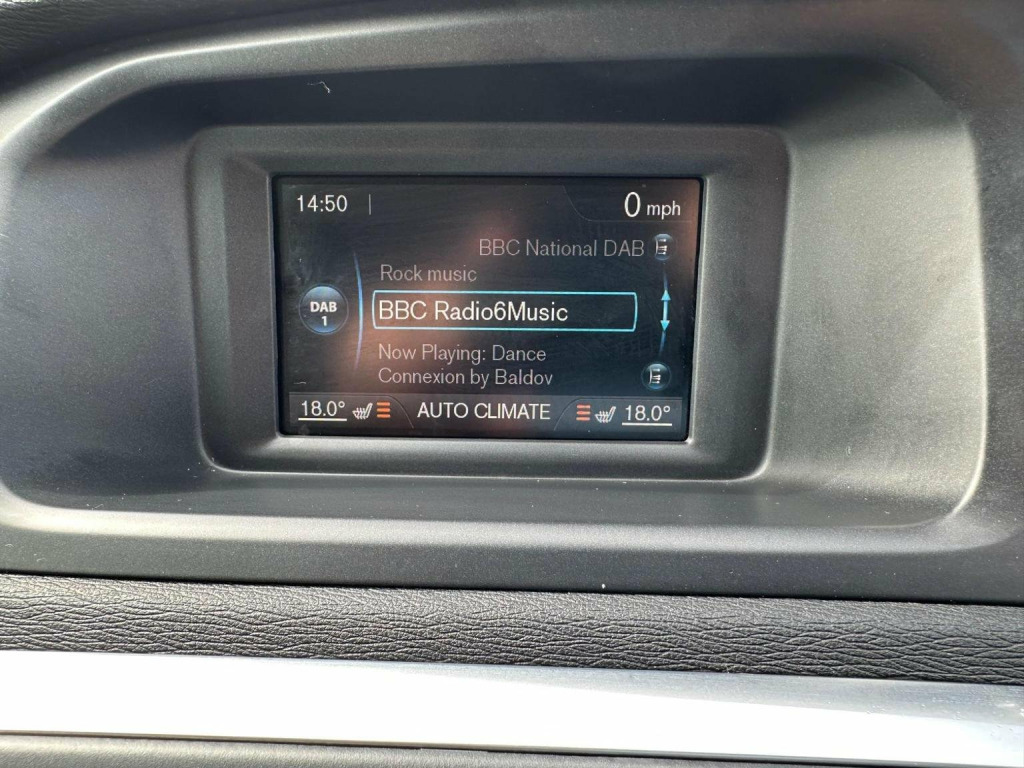 14:50 0 mph
BBC National DAB
Rock music
DAB
1
BBC Radio6Music
Now Playing: Dance
Connexion by Baldov
18.0° AUTO CLIMATE 18.0°